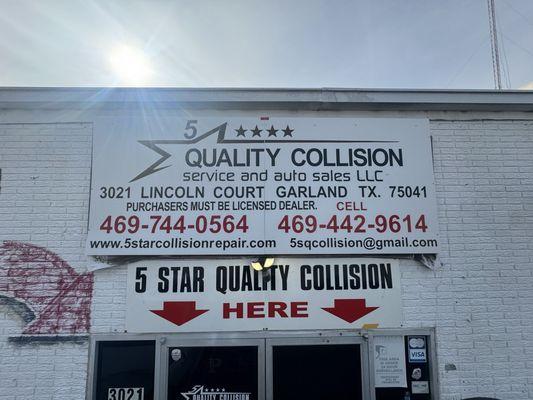 5
QUALITY COLLISION
service and auto sales LLC
3021 LINCOLN COURT GARLAND TX. 75041
PURCHASERS MUST BE LICENSED DEALER. CELL
469-744-0564 469-442-9614
www.5starcollisionrepair.com 5sqcollision@gmail.com
5 STAR QUALITY COLLISION
HERE
3021
QUALITY COLLISION
VISA